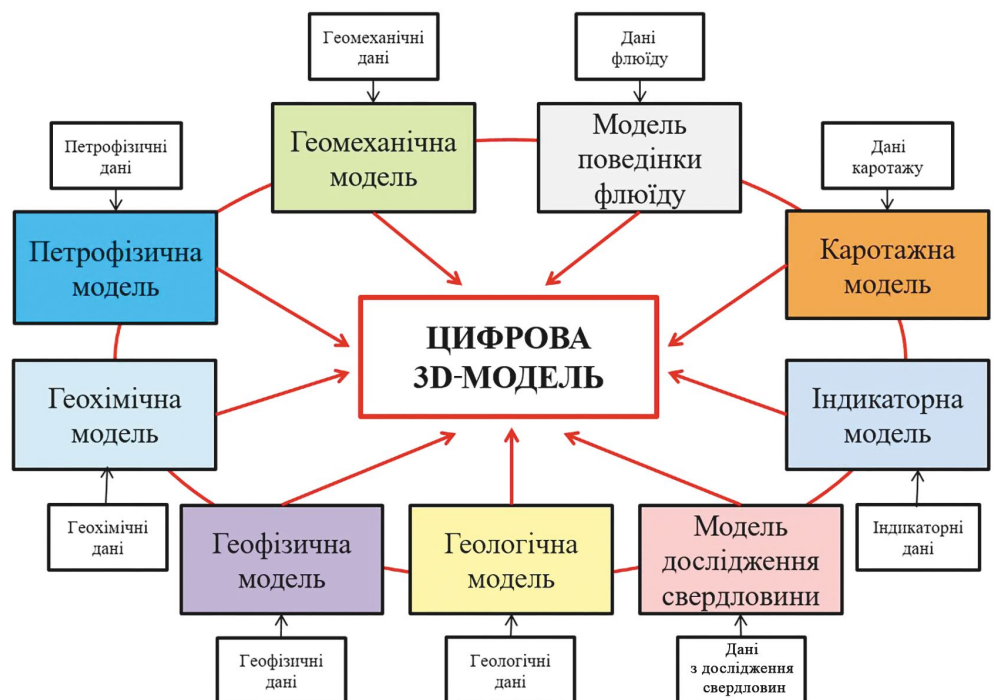 Геомеханічні
дані
Дані
флюїду
Геомеханічна
модель
Модель
поведінки
флюїду
Петрофізичні
дані
Дані
каротажу
Петрофізична
модель
Каротажна
модель
ЦИФРОВА
3D-МОДЕЛЬ
Геохімічна
модель
Індикаторна
модель
Геохімічні
дані
Геофізична
модель
Геологічна
модель
Модель
дослідження
свердловини
Індикаторні
дані
Геофізичні
дані
Геологічні
дані
Дані
з дослідження
свердловин